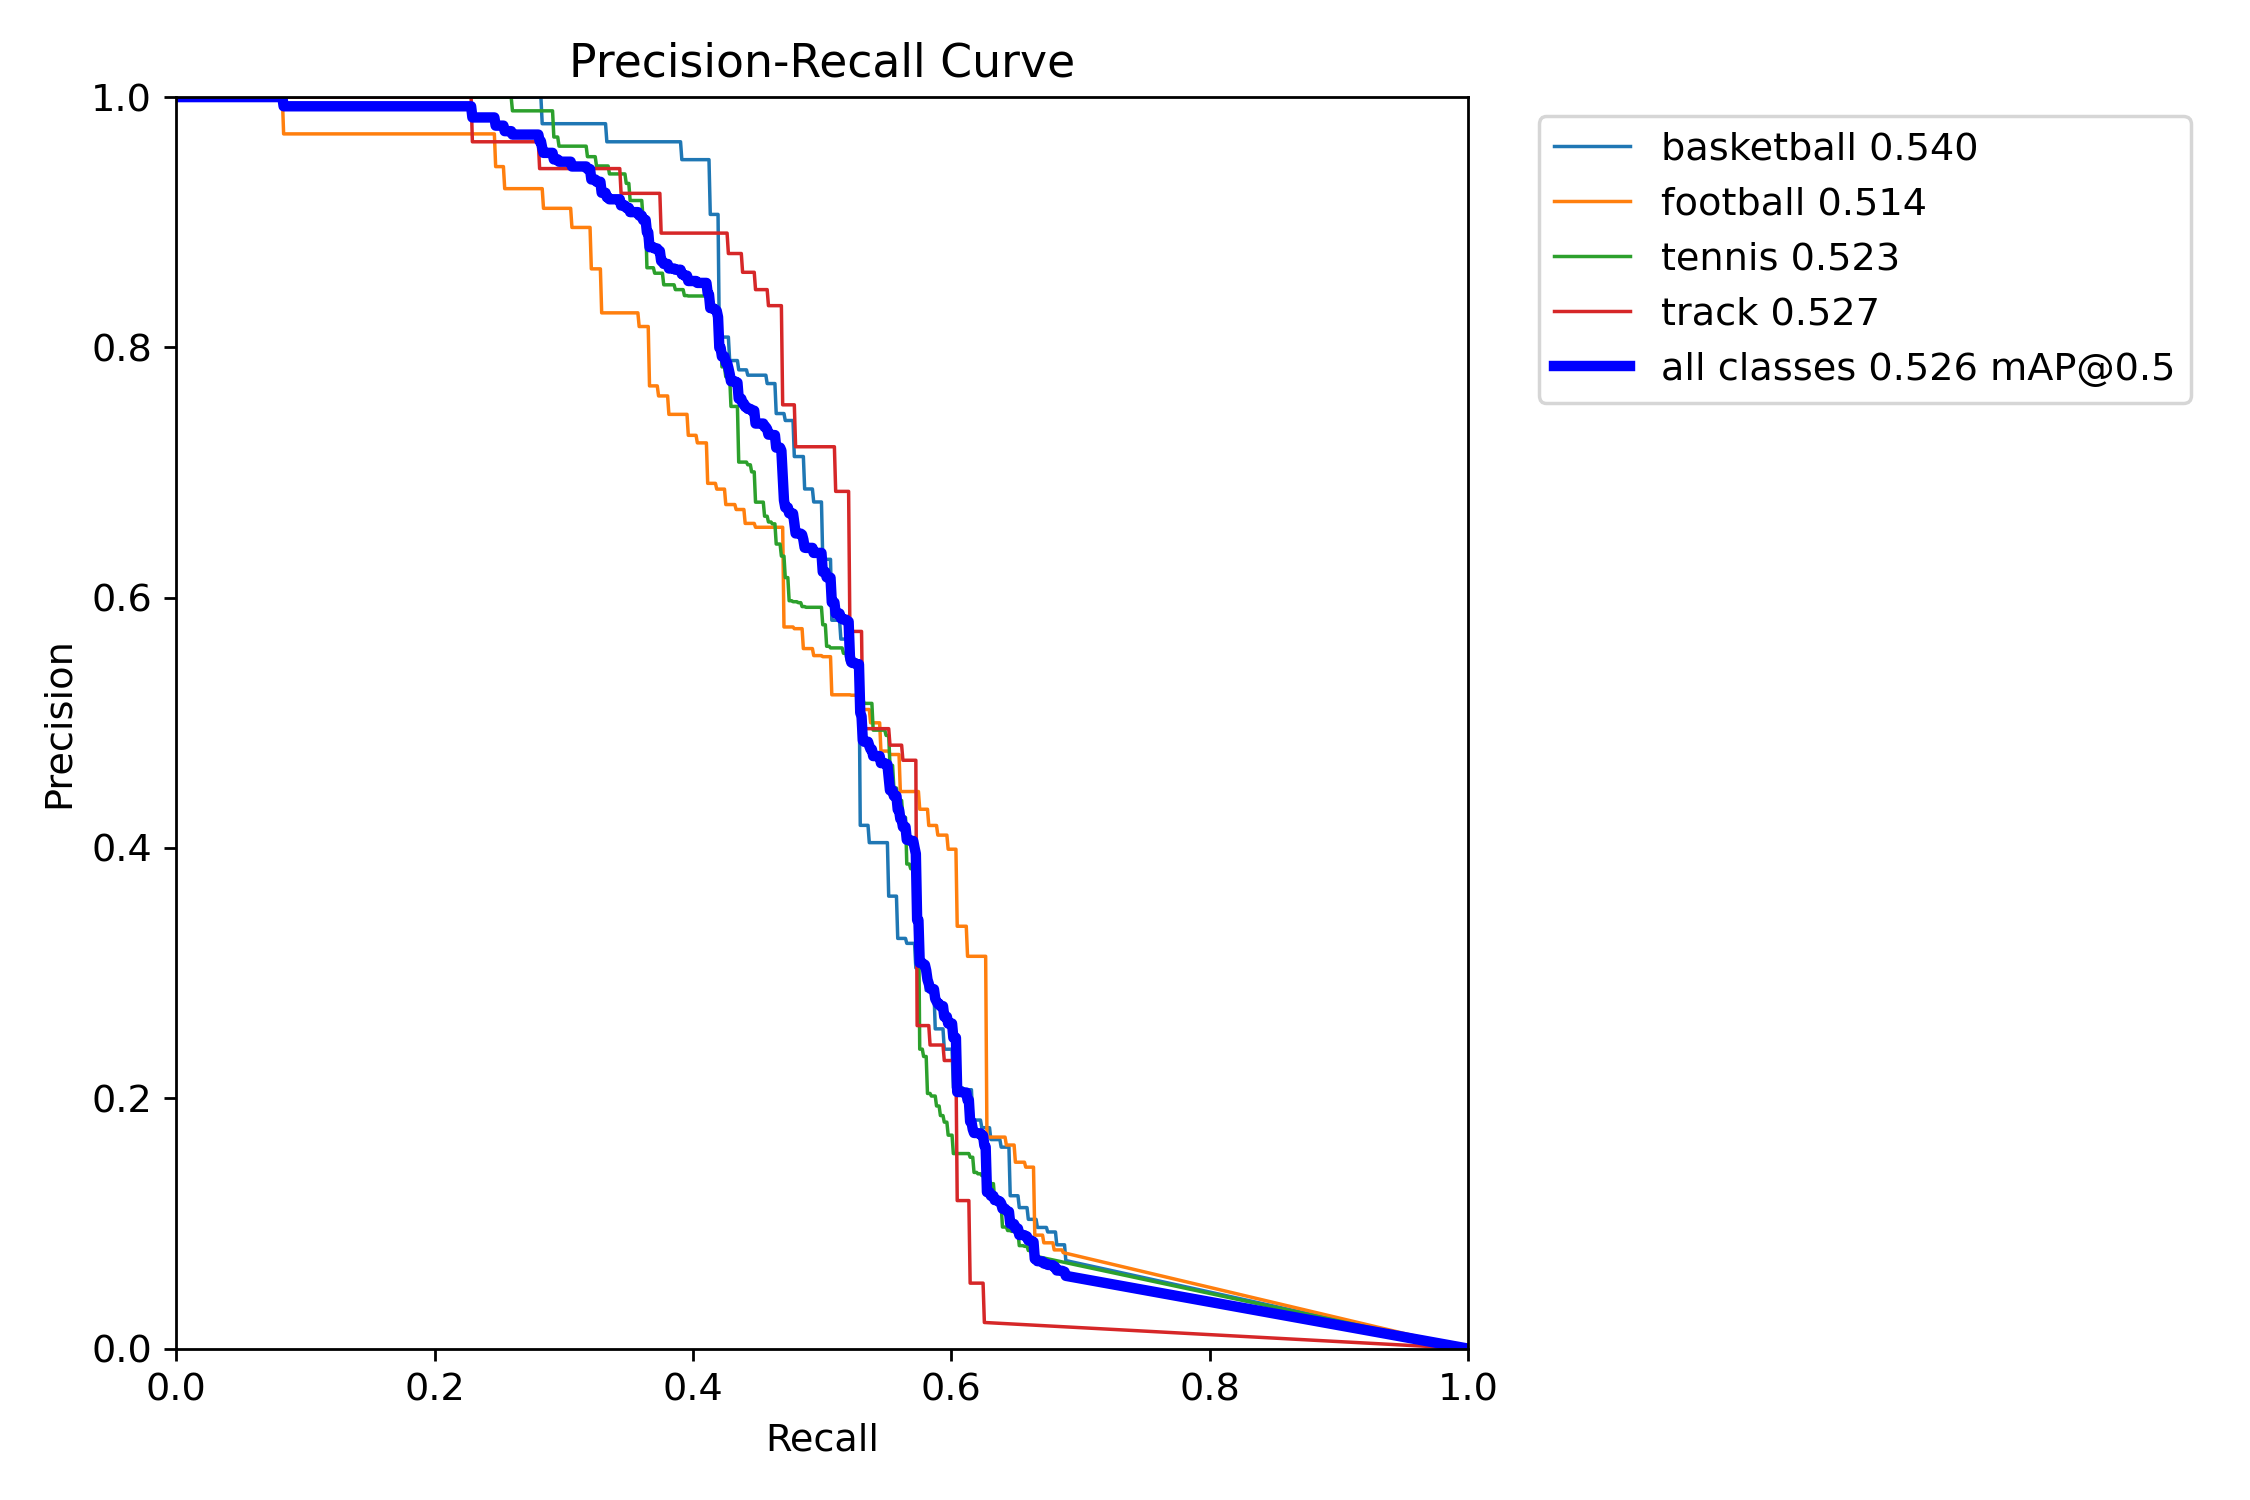 Precision-Recall Curve
1.0
0.8
0.6
0.4
0.2
0.0
Precision
0.0 0.2 0.4 0.6 0.8 1.0
Recall
basketball 0.540
football 0.514
tennis 0.523
track 0.527
all classes 0.526 mAP@0.5